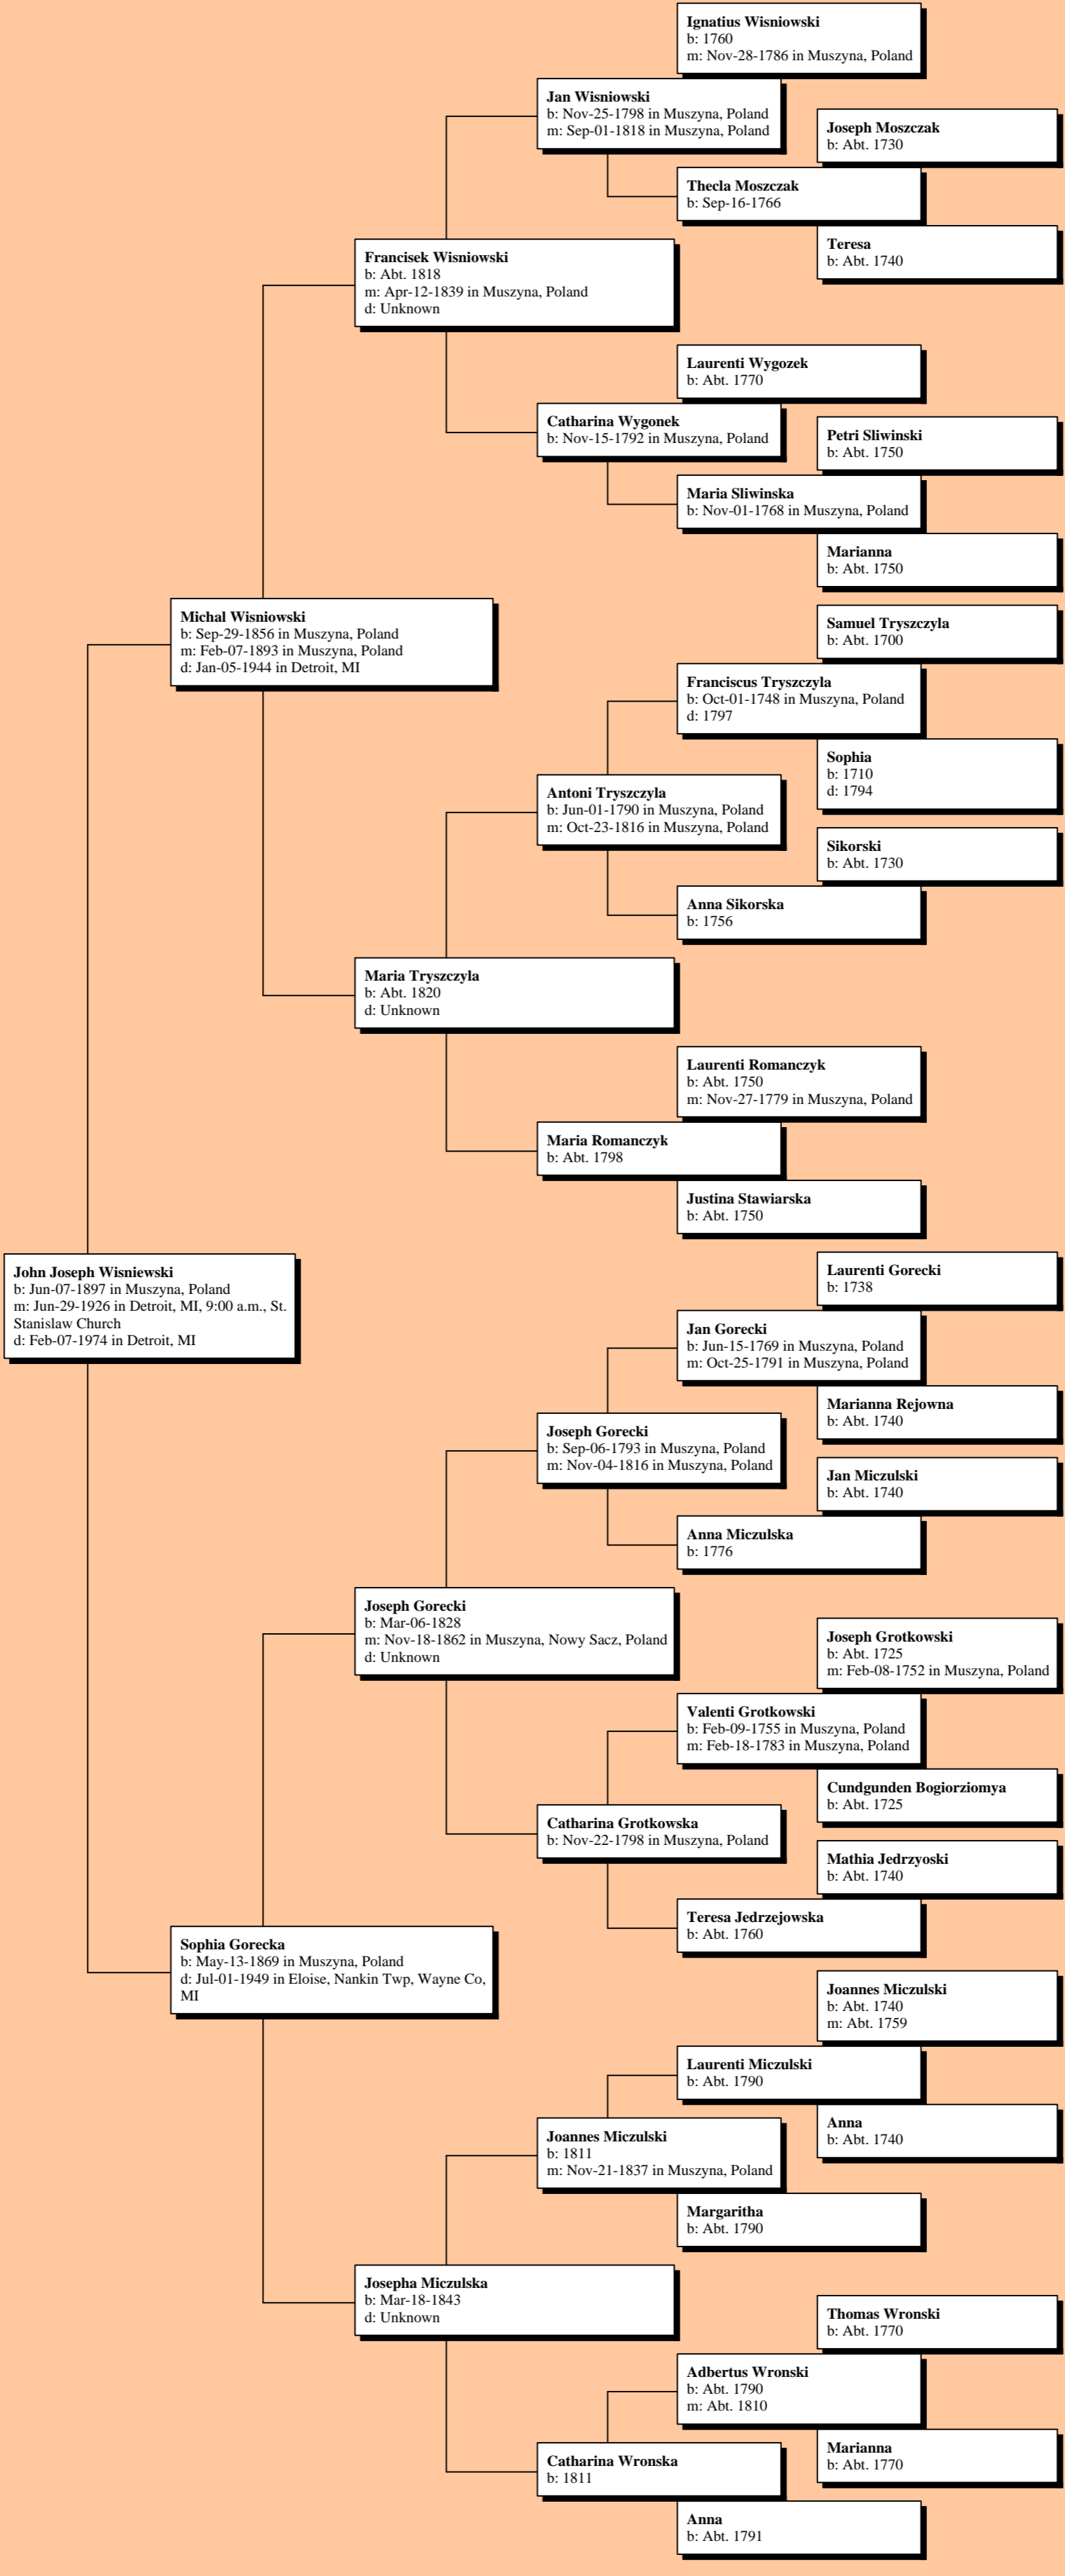 Ignatius Wisniowski
b: 1760
m: Nov-28-1786 in Muszyna, Poland
Jan Wisniowski
b: Nov-25-1798 in Muszyna, Poland
m: Sep-01-1818 in Muszyna, Poland
Joseph Moszczak
b: Abt. 1730
Thecla Moszczak
b: Sep-16-1766
Teresa
b: Abt. 1740
Francisek Wisniowski
b: Abt. 1818
m: Apr-12-1839 in Muszyna, Poland
d: Unknown
Laurenti Wygozek
b: Abt. 1770
Catharina Wygonek
b: Nov-15-1792 in Muszyna, Poland
Petri Sliwinski
b: Abt. 1750
Maria Sliwinska
b: Nov-01-1768 in Muszyna, Poland
Marianna
b: Abt. 1750
Michal Wisniowski
b: Sep-29-1856 in Muszyna, Poland
m: Feb-07-1893 in Muszyna, Poland
d: Jan-05-1944 in Detroit, MI
Samuel Tryszczyla
b: Abt. 1700
Franciscus Tryszczyla
b: Oct-01-1748 in Muszyna, Poland
d: 1797
Sophia
b: 1710
d: 1794
Antoni Tryszczyla
b: Jun-01-1790 in Muszyna, Poland
m: Oct-23-1816 in Muszyna, Poland
Sikorski
b: Abt. 1730
Anna Sikorska
b: 1756
Maria Tryszczyla
b: Abt. 1820
d: Unknown
Laurenti Romanczyk
b: Abt. 1750
m: Nov-27-1779 in Muszyna, Poland
Maria Romanczyk
b: Abt. 1798
Justina Stawiarska
b: Abt. 1750
John Joseph Wisniewski
b: Jun-07-1897 in Muszyna, Poland
m: Jun-29-1926 in Detroit, MI, 9:00 a.m., St.
Stanislaw Church
d: Feb-07-1974 in Detroit, MI
Laurenti Gorecki
b: 1738
Jan Gorecki
b: Jun-15-1769 in Muszyna, Poland
m: Oct-25-1791 in Muszyna, Poland
Marianna Rejowna
b: Abt. 1740
Joseph Gorecki
b: Sep-06-1793 in Muszyna, Poland
m: Nov-04-1816 in Muszyna, Poland
Jan Miczulski
b: Abt. 1740
Anna Miczulska
b: 1776
Joseph Gorecki
b: Mar-06-1828
m: Nov-18-1862 in Muszyna, Nowy Sacz, Poland
d: Unknown
Joseph Grotkowski
b: Abt. 1725
m: Feb-08-1752 in Muszyna, Poland
Valenti Grotkowski
b: Feb-09-1755 in Muszyna, Poland
m: Feb-18-1783 in Muszyna, Poland
Cundgunden Bogiorziomya
b: Abt. 1725
Catharina Grotkowska
b: Nov-22-1798 in Muszyna, Poland
Mathia Jedrzyoski
b: Abt. 1740
Teresa Jedrzejowska
b: Abt. 1760
Sophia Gorecka
b: May-13-1869 in Muszyna, Poland
d: Jul-01-1949 in Eloise, Nankin Twp, Wayne Co,
MI
Joannes Miczulski
b: Abt. 1740
m: Abt. 1759
Laurenti Miczulski
b: Abt. 1790
Anna
b: Abt. 1740
Joannes Miczulski
b: 1811
m: Nov-21-1837 in Muszyna, Poland
Margaritha
b: Abt. 1790
Josepha Miczulska
b: Mar-18-1843
d: Unknown
Thomas Wronski
b: Abt. 1770
Adbertus Wronski
b: Abt. 1790
m: Abt. 1810
Marianna
b: Abt. 1770
Catharina Wronska
b: 1811
Anna
b: Abt. 1791